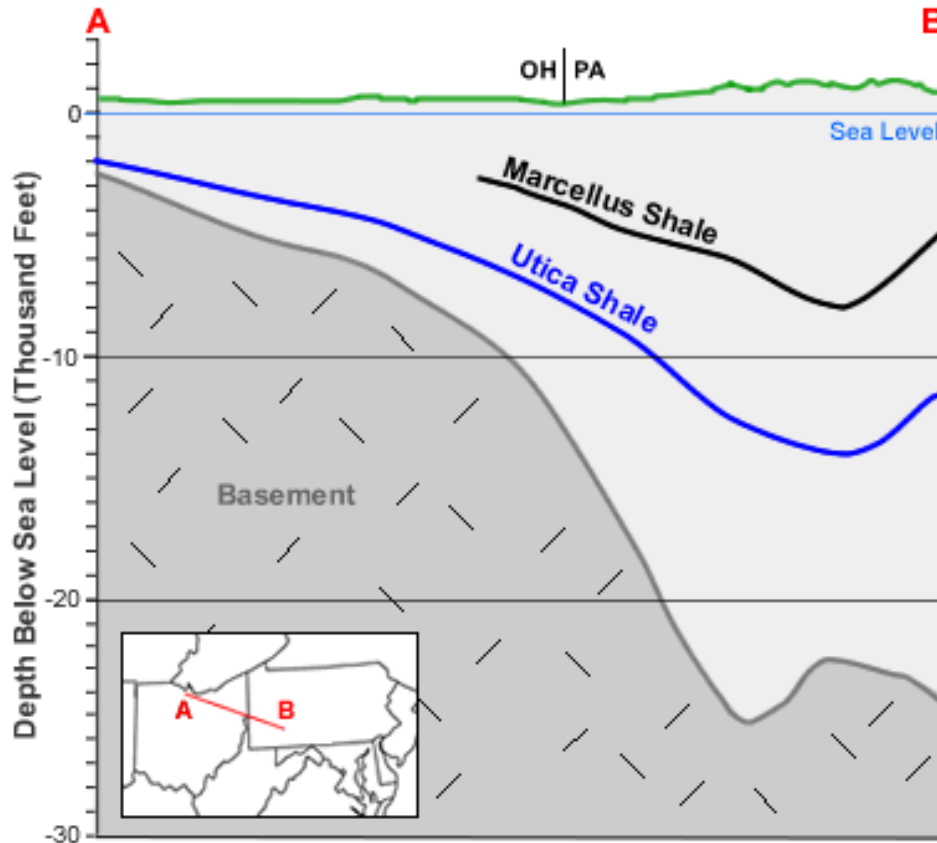 A
B
OH PA
0
Sea Level
Marcellus Shale
Utica Shale
-10
Depth Below Sea Level (Thousand Feet)
Basement
-20
A
B
-30